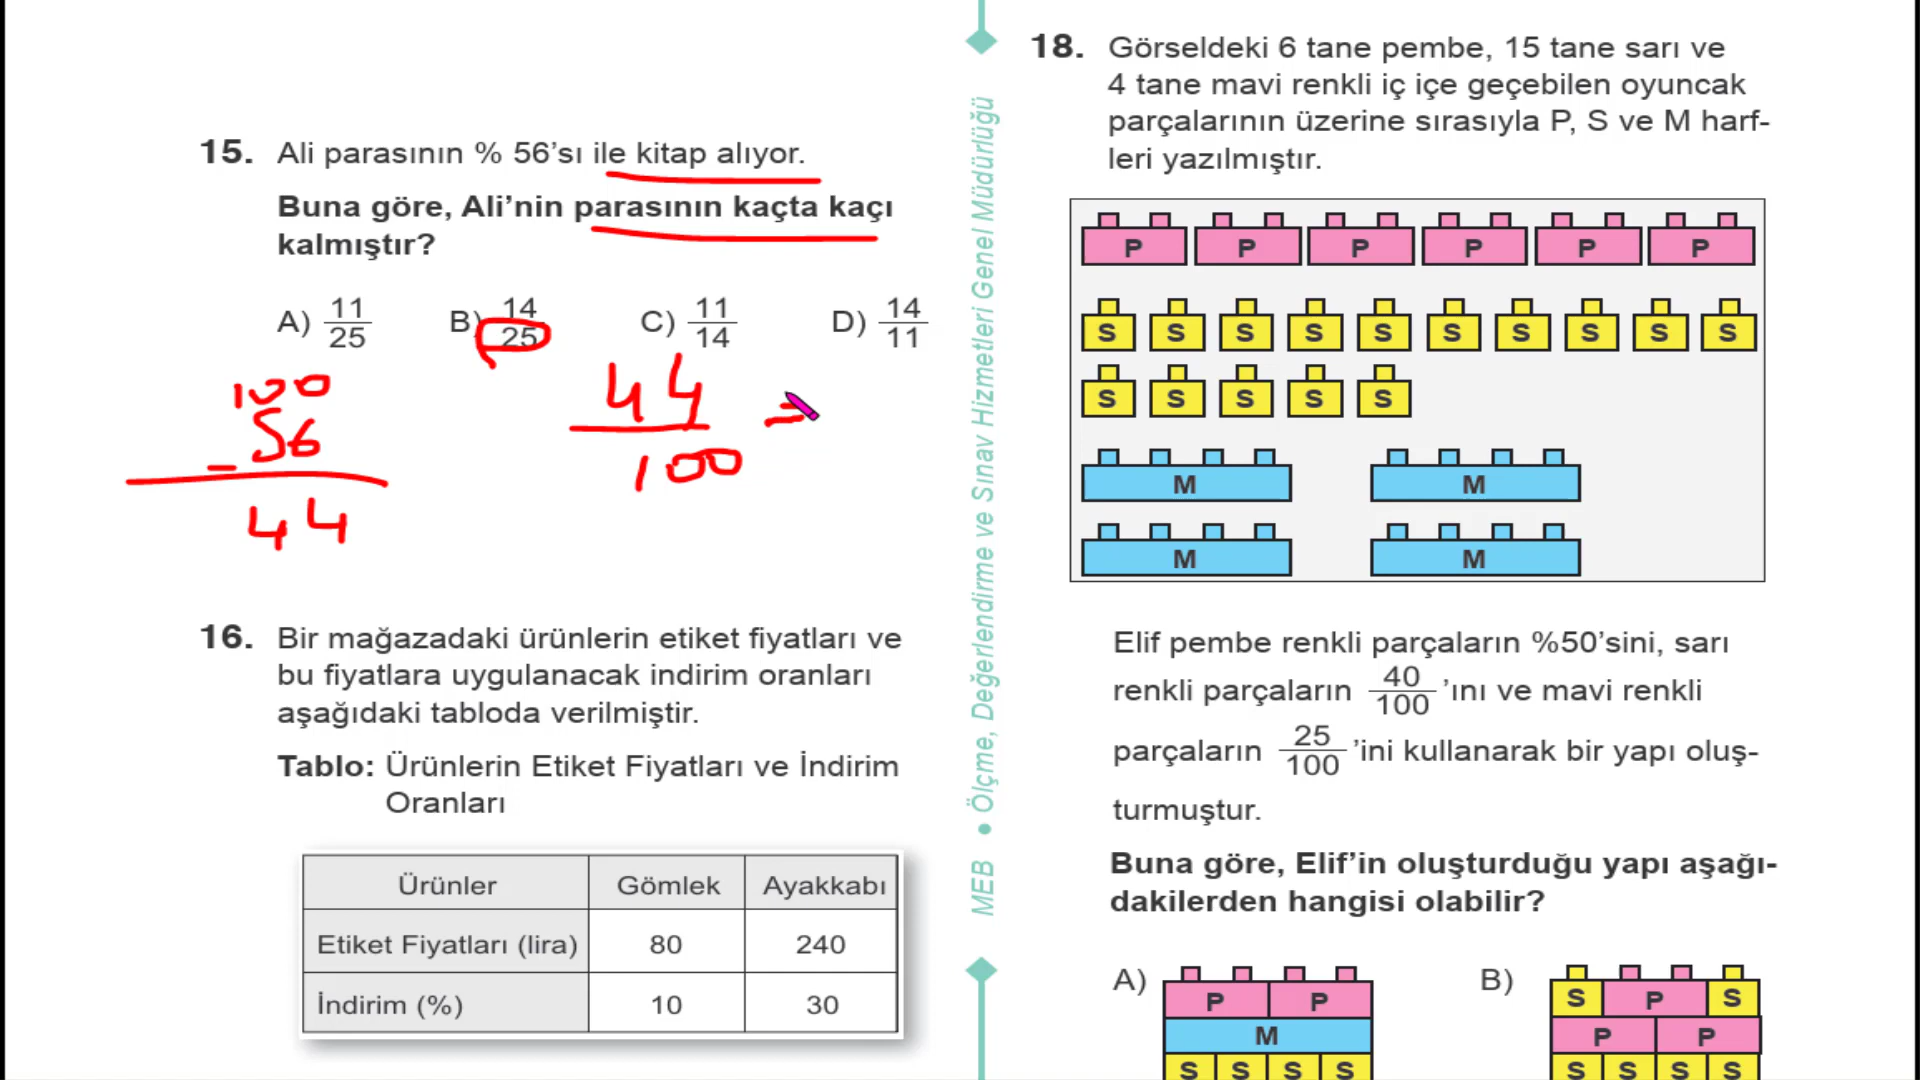 15. Ali parasının % 56’sı ile kitap alıyor.
Buna göre, Ali’nin parasının kaçta kaçı
kalmıştır?
A) 11/25 B) 14/25 C) 11/14 D) 14/11
100
- 56
44
44/100 =
16. Bir mağazadaki ürünlerin etiket fiyatları ve
bu fiyatlara uygulanacak indirim oranları
aşağıdaki tabloda verilmiştir.
Tablo: Ürünlerin Etiket Fiyatları ve İndirim
Oranları
Ürünler Gömlek Ayakkabı
Etiket Fiyatları (lira) 80 240
İndirim (%) 10 30
MEB • Ölçme, Değerlendirme ve Sınav Hizmetleri Genel Müdürlüğü
18. Görseldeki 6 tane pembe, 15 tane sarı ve
4 tane mavi renkli iç içe geçebilen oyuncak
parçalarının üzerine sırasıyla P, S ve M harf-
leri yazılmıştır.
P P P P P P
S S S S S S S S S S
S S S S S
M M
M M
Elif pembe renkli parçaların %50’sini, sarı
renkli parçaların 40/100 ’ını ve mavi renkli
parçaların 25/100 ’ini kullanarak bir yapı oluş-
turmuştur.
Buna göre, Elif’in oluşturduğu yapı aşağı-
dakilerden hangisi olabilir?
A)
P P
M
S S S S
B)
S P S
P P
S S S S